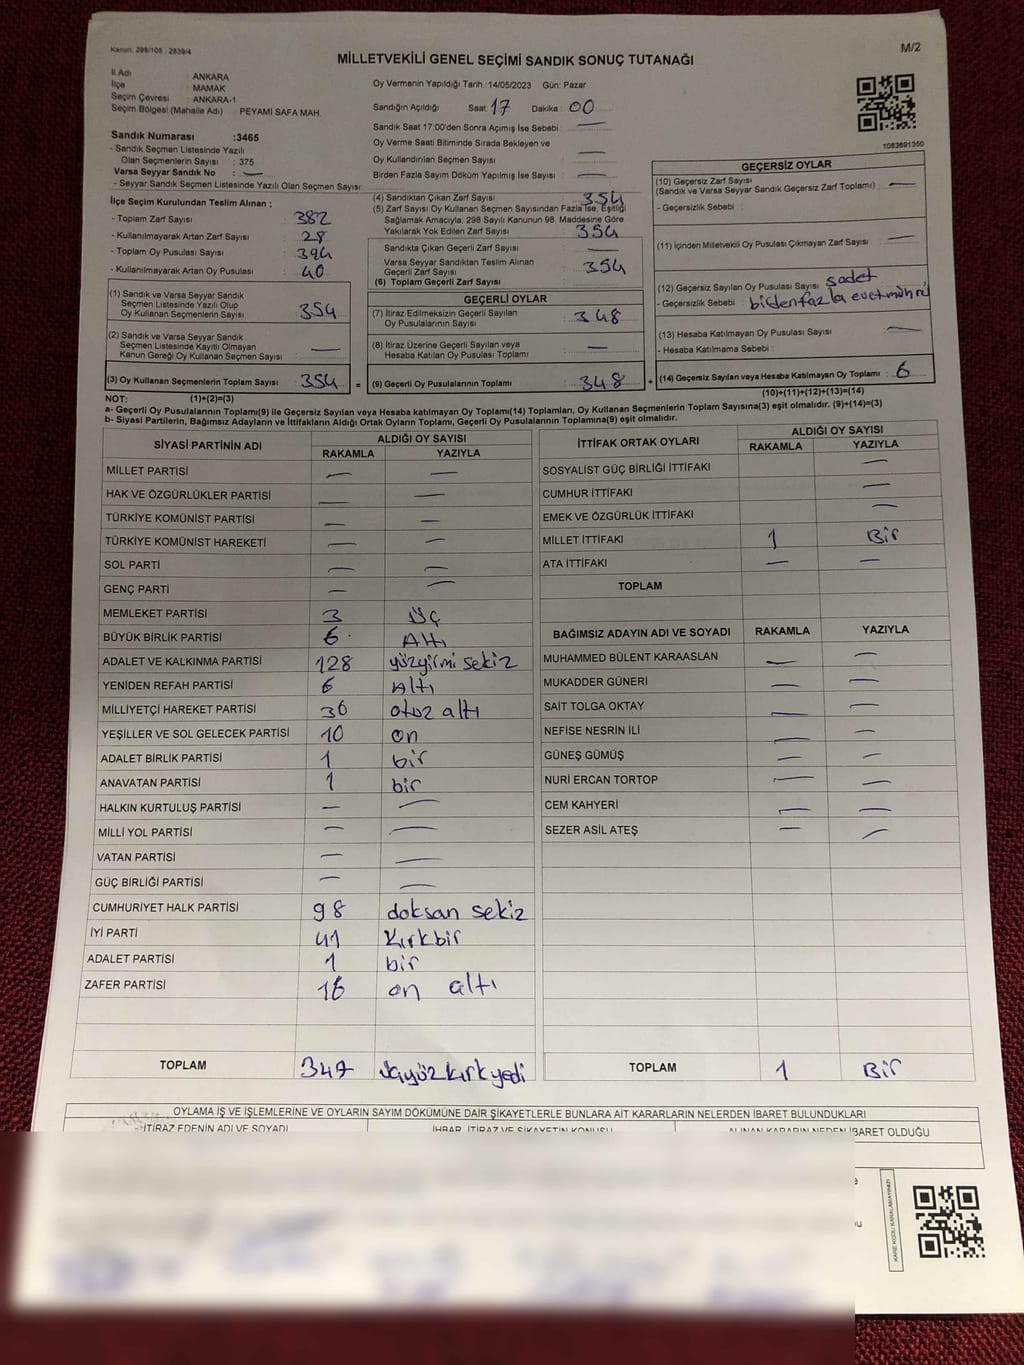 Kanun. 298/105 : 2839/4
M/2
MİLLETVEKİLİ GENEL SEÇİMİ SANDIK SONUÇ TUTANAĞI
İl Adı : ANKARA
İlçe : MAMAK
Seçim Çevresi : ANKARA-1
Seçim Bölgesi (Mahalle Adı) : PEYAMİ SAFA MAH.
Sandık Numarası :3465
- Sandık Seçmen Listesinde Yazılı
Olan Seçmenlerin Sayısı : 375
Varsa Seyyar Sandık No : —
- Seyyar Sandık Seçmen Listesinde Yazılı Olan Seçmen Sayısı:
İlçe Seçim Kurulundan Teslim Alınan ;
- Toplam Zarf Sayısı : 382
- Kullanılmayarak Artan Zarf Sayısı : 28
- Toplam Oy Pusulası Sayısı : 394
- Kullanılmayarak Artan Oy Pusulası : 40
(1) Sandık ve Varsa Seyyar Sandık
Seçmen Listesinde Yazılı Olup
Oy Kullanan Seçmenlerin Sayısı : 354
(2) Sandık ve Varsa Seyyar Sandık
Seçmen Listesinde Kayıtlı Olmayan
Kanun Gereği Oy Kullanan Seçmen Sayısı : —
(3) Oy Kullanan Seçmenlerin Toplam Sayısı : 354
Oy Vermenin Yapıldığı Tarih :14/05/2023 Gün: Pazar
Sandığın Açıldığı Saat: 17 Dakika : 00
Sandık Saat 17:00'den Sonra Açılmış İse Sebebi : —
Oy Verme Saati Bitiminde Sırada Bekleyen ve
Oy Kullandırılan Seçmen Sayısı : —
Birden Fazla Sayım Döküm Yapılmış İse Sayısı : —
(4) Sandıktan Çıkan Zarf Sayısı : 354
(5) Zarf Sayısı Oy Kullanan Seçmen Sayısından Fazla İse, Eşitliği
Sağlamak Amacıyla, 298 Sayılı Kanunun 98. Maddesine Göre
Yakılarak Yok Edilen Zarf Sayısı : 354
Sandıkta Çıkan Geçerli Zarf Sayısı : —
Varsa Seyyar Sandıktan Teslim Alınan
Geçerli Zarf Sayısı : 354
(6) Toplam Geçerli Zarf Sayısı :
GEÇERLİ OYLAR
(7) İtiraz Edilmeksizin Geçerli Sayılan
Oy Pusulalarının Sayısı : 348
(8) İtiraz Üzerine Geçerli Sayılan veya
Hesaba Katılan Oy Pusulaları Toplamı : —
= (9) Geçerli Oy Pusulalarının Toplamı : 348 +
1083691350
GEÇERSİZ OYLAR
(10) Geçersiz Zarf Sayısı
(Sandık ve Varsa Seyyar Sandık Geçersiz Zarf Toplamı) : —
- Geçersizlik Sebebi :
(11) İçinden Milletvekili Oy Pusulası Çıkmayan Zarf Sayısı : —
(12) Geçersiz Sayılan Oy Pusulası Sayısı :
- Geçersizlik Sebebi : birden fazla evet mührü
(13) Hesaba Katılmayan Oy Pusulası Sayısı : —
- Hesaba Katılmama Sebebi :
(14) Geçersiz Sayılan veya Hesaba Katılmayan Oy Toplamı : 6
NOT: (1)+(2)=(3) (10)+(11)+(12)+(13)=(14)
a- Geçerli Oy Pusulalarının Toplamı(9) ile Geçersiz Sayılan veya Hesaba katılmayan Oy Toplamı(14) Toplamları, Oy Kullanan Seçmenlerin Toplam Sayısına(3) eşit olmalıdır. (9)+(14)=(3)
b- Siyasi Partilerin, Bağımsız Adayların ve İttifakların Aldığı Ortak Oyların Toplamı, Geçerli Oy Pusulalarının Toplamına(9) eşit olmalıdır.
SİYASİ PARTİNİN ADI ALDIĞI OY SAYISI
RAKAMLA YAZIYLA
MİLLET PARTİSİ — —
HAK VE ÖZGÜRLÜKLER PARTİSİ — —
TÜRKİYE KOMÜNİST PARTİSİ — —
TÜRKİYE KOMÜNİST HAREKETİ — —
SOL PARTİ — —
GENÇ PARTİ — —
MEMLEKET PARTİSİ 3 üç
BÜYÜK BİRLİK PARTİSİ 6 Altı
ADALET VE KALKINMA PARTİSİ 128 yüzyirmi sekiz
YENİDEN REFAH PARTİSİ 6 Altı
MİLLİYETÇİ HAREKET PARTİSİ 36 otuz altı
YEŞİLLER VE SOL GELECEK PARTİSİ 10 on
ADALET BİRLİK PARTİSİ 1 bir
ANAVATAN PARTİSİ 1 bir
HALKIN KURTULUŞ PARTİSİ — —
MİLLİ YOL PARTİSİ — —
VATAN PARTİSİ — —
GÜÇ BİRLİĞİ PARTİSİ — —
CUMHURİYET HALK PARTİSİ 98 doksan sekiz
İYİ PARTİ 41 Kırkbir
ADALET PARTİSİ 1 bir
ZAFER PARTİSİ 16 on altı
TOPLAM 347 üçyüz kırk yedi
İTTİFAK ORTAK OYLARI ALDIĞI OY SAYISI
RAKAMLA YAZIYLA
SOSYALİST GÜÇ BİRLİĞİ İTTİFAKI —
CUMHUR İTTİFAKI —
EMEK VE ÖZGÜRLÜK İTTİFAKI —
MİLLET İTTİFAKI 1 Bir
ATA İTTİFAKI — —
TOPLAM
BAĞIMSIZ ADAYIN ADI VE SOYADI RAKAMLA YAZIYLA
MUHAMMED BÜLENT KARAASLAN — —
MUKADDER GÜNERİ — —
SAİT TOLGA OKTAY — —
NEFİSE NESRİN İLİ — —
GÜNEŞ GÜMÜŞ — —
NURİ ERCAN TORTOP — —
CEM KAHYERİ — —
SEZER ASİL ATEŞ — —
TOPLAM 1 Bir
OYLAMA İŞ VE İŞLEMLERİNE VE OYLARIN SAYIM DÖKÜMÜNE DAİR ŞİKAYETLERLE BUNLARA AİT KARARLARIN NELERDEN İBARET BULUNDUKLARI
İTİRAZ EDENİN ADI VE SOYADI İHBAR, İTİRAZ VE ŞİKAYETİN KONUSU ALINAN KARARIN NEDEN İBARET OLDUĞU
KARE KODU KARALAMAYINIZ!